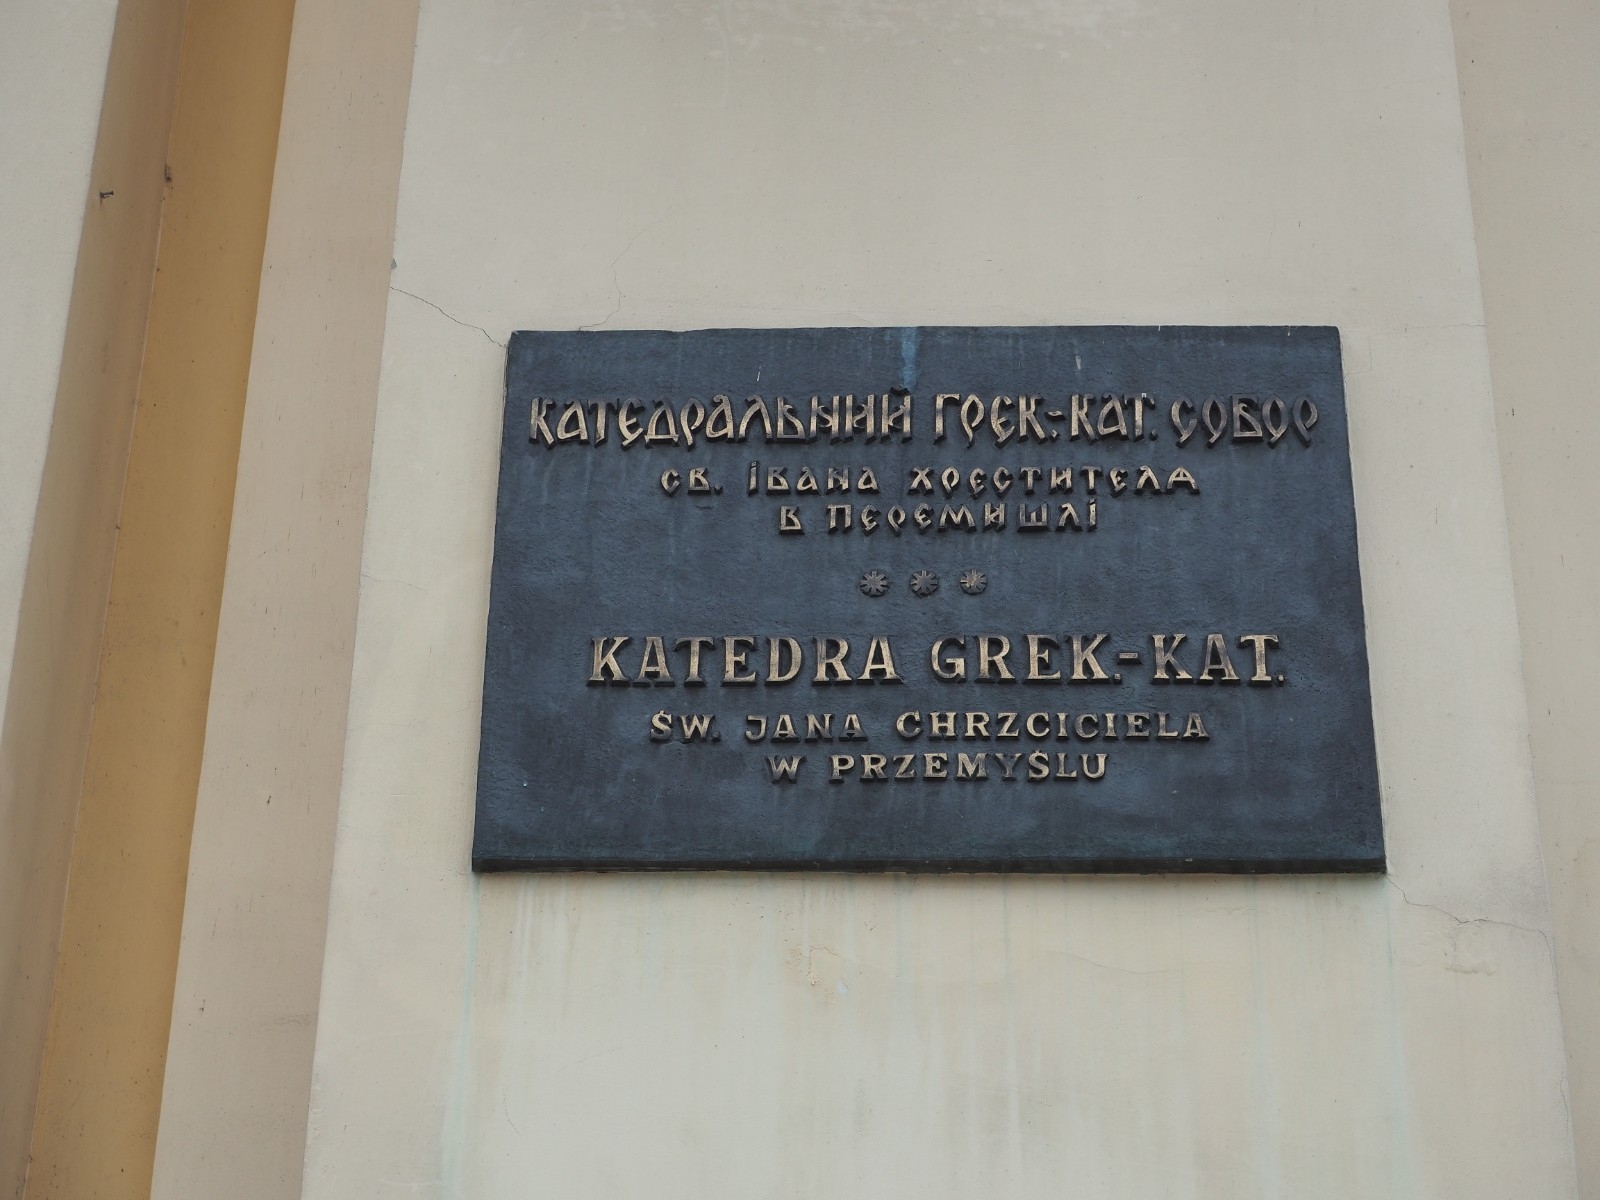 КАТЕДРАЛЬНИЙ ГРЕК.-КАТ. СОБОР
СВ. ІВАНА ХРЕСТИТЕЛЯ
В ПЕРЕМИШЛІ
***
KATEDRA GREK.-KAT.
ŚW. JANA CHRZCICIELA
W PRZEMYŚLU